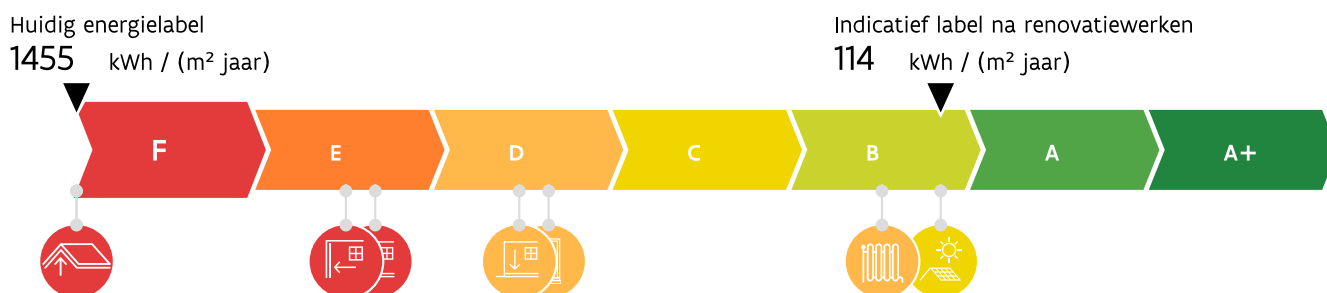 Huidig energielabel
1455 kWh / (m² jaar)
Indicatief label na renovatiewerken
114 kWh / (m² jaar)
F E D C B A A+